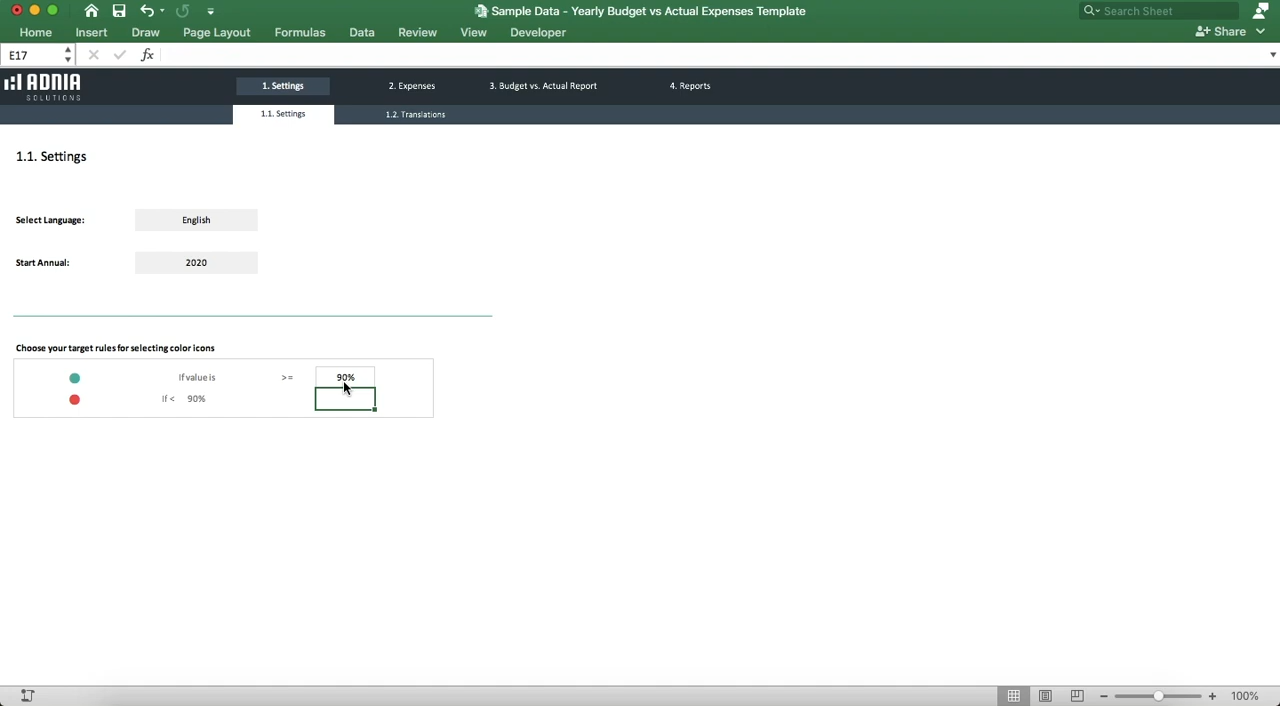 Sample Data - Yearly Budget vs Actual Expenses Template
Search Sheet
Home Insert Draw Page Layout Formulas Data Review View Developer
Share
E17 fx
ADNIA SOLUTIONS
1. Settings 2. Expenses 3. Budget vs. Actual Report 4. Reports
1.1. Settings 1.2. Translations
1.1. Settings
Select Language: English
Start Annual: 2020
Choose your target rules for selecting color icons
If value is >= 90%
If < 90%
100%